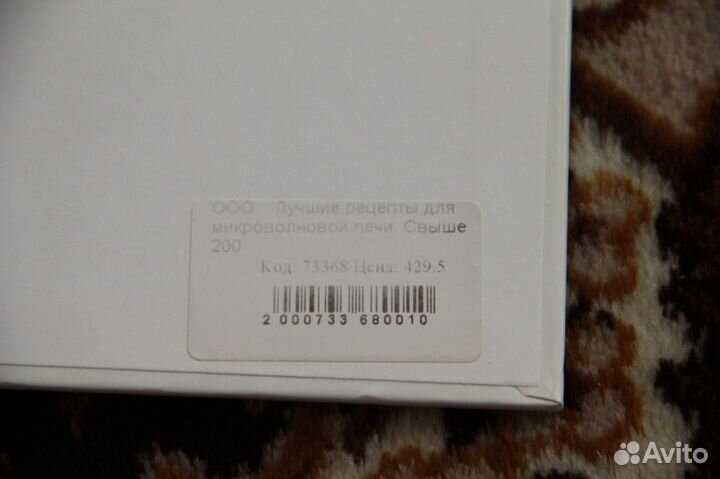 ООО: Лучшие рецепты для
микроволновой печи. Свыше
200
Код: 73368 Цена: 429.5
2 000733 680010
Avito